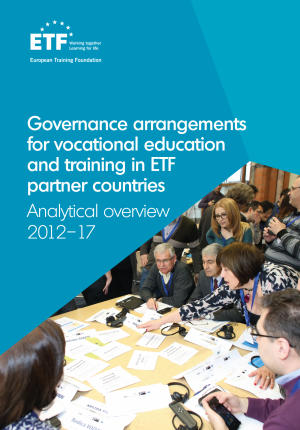 ETF
Working together
Learning for life
European Training Foundation
Governance arrangements
for vocational education
and training in ETF
partner countries
Analytical overview
2012–17